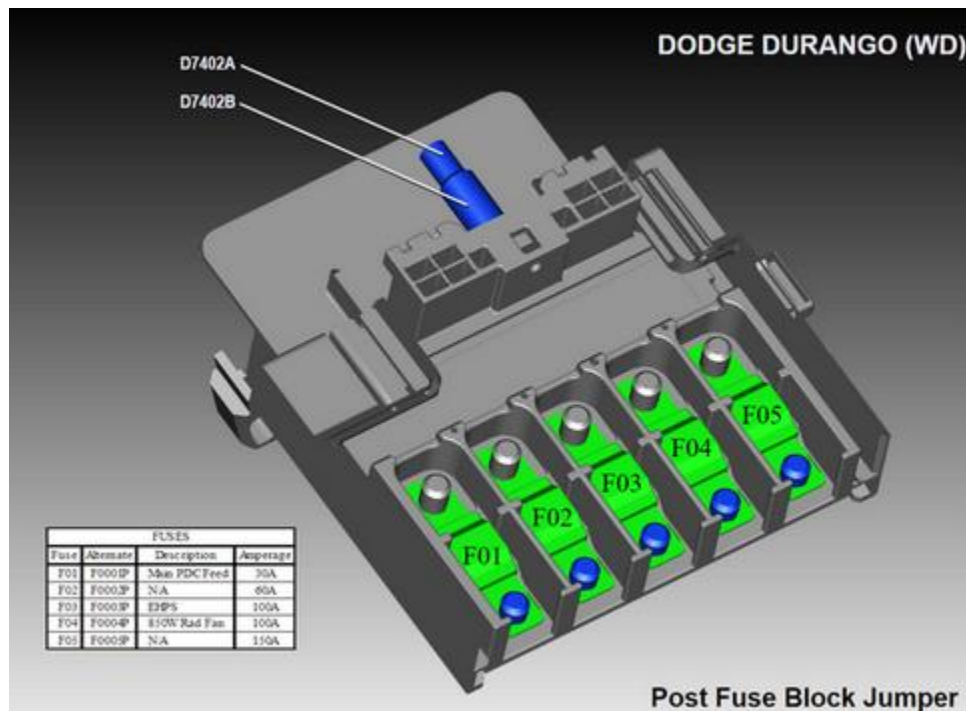 DODGE DURANGO (WD)
D7402A
D7402B
F05
F04
F03
F02
F01
FUSES
Fuse Alternate Description Amperage
F01 F0001P Main PDC Feed 30A
F02 F0002P N/A 60A
F03 F0003P EHPS 100A
F04 F0004P 850W Rad Fan 100A
F05 F0005P N/A 150A
Post Fuse Block Jumper